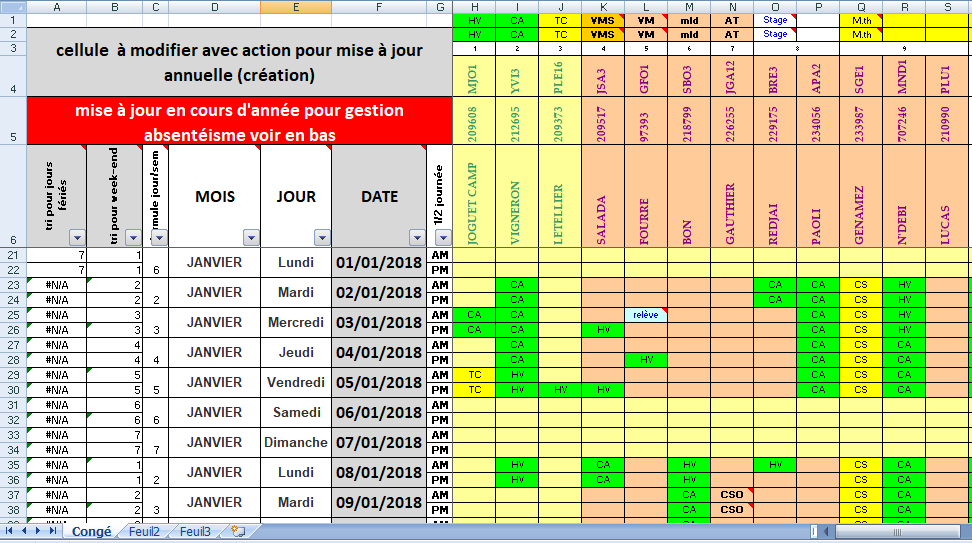 A B C D E F G H I J K L M N O P Q R S
1 HV CA TC VMS VM mld AT Stage M.th
2 HV CA TC VMS VM mld AT Stage M.th
3 1 2 3 4 5 6 7 8 9
cellule à modifier avec action pour mise à jour
annuelle (création)
4 MJO1 YVI3 PLE16 JSA3 GFO1 SBO3 JGA12 BRE3 APA2 SGE1 MND1 PLU1
mise à jour en cours d'année pour gestion
absentéisme voir en bas
5 209608 212695 209373 209517 97393 218799 226255 229175 234056 233987 707246 210990
6 tri pour jours fériés tri pour week-end mule jour/sem MOIS JOUR DATE 1/2 journée JOGUET CAMP VIGNERON LETELLIER SALADA FOURRE BON GAUTHIER REDJAI PAOLI GENAMEZ N'DEBI LUCAS
21 7 1 JANVIER Lundi 01/01/2018 AM
22 7 1 6 PM
23 #N/A 2 JANVIER Mardi 02/01/2018 AM CA CA CA CS HV
24 #N/A 2 2 PM CA CA CA CS HV
25 #N/A 3 JANVIER Mercredi 03/01/2018 AM CA CA relève CA CS HV
26 #N/A 3 3 PM CA CA HV CA CS HV
27 #N/A 4 JANVIER Jeudi 04/01/2018 AM CA CA CS CA
28 #N/A 4 4 PM CA HV CA CS CA
29 #N/A 5 JANVIER Vendredi 05/01/2018 AM TC HV CA CS CA
30 #N/A 5 5 PM TC HV HV HV CA CS CA
31 #N/A 6 JANVIER Samedi 06/01/2018 AM
32 #N/A 6 6 PM
33 #N/A 7 JANVIER Dimanche 07/01/2018 AM
34 #N/A 7 7 PM
35 #N/A 1 JANVIER Lundi 08/01/2018 AM HV CA HV HV CS CA
36 #N/A 1 2 PM HV CA HV CS CA
37 #N/A 2 JANVIER Mardi 09/01/2018 AM CA CSO CS CA
38 #N/A 2 3 PM CA CSO CS CA
Congé Feuil2 Feuil3